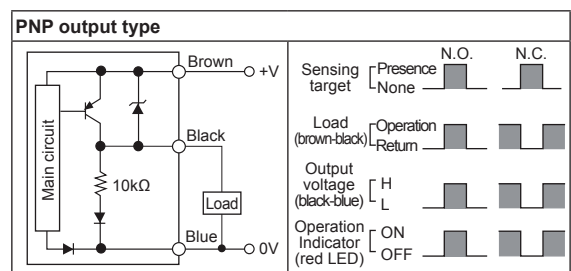 PNP output type
Main circuit
Brown
+V
Black
10kΩ
Load
Blue
0V
N.O.
N.C.
Sensing target
Presence
None
Load
(brown-black)
Operation
Return
Output
voltage
(black-blue)
H
L
Operation
Indicator
(red LED)
ON
OFF